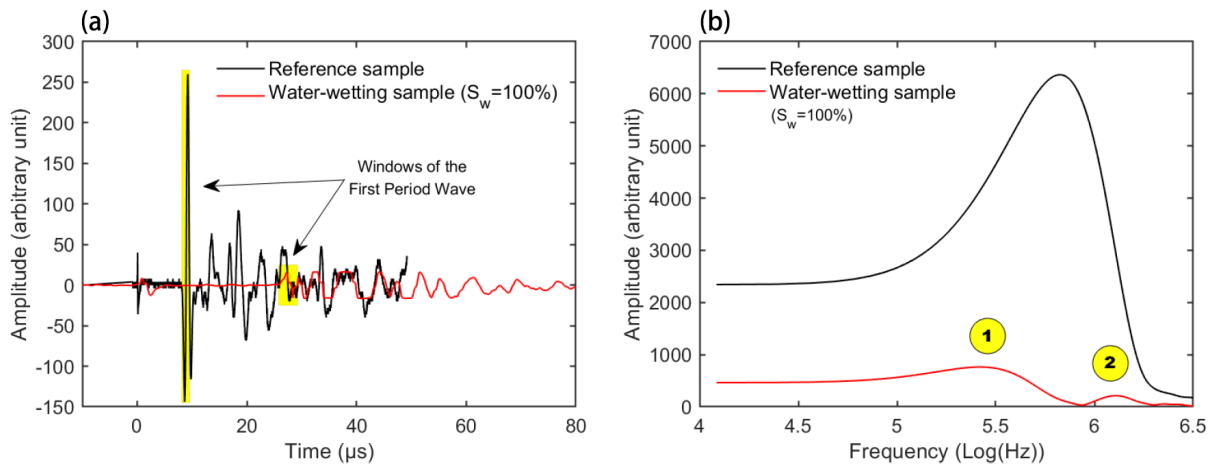 (a)
300
250
200
150
100
50
0
-50
-100
-150
Amplitude (arbitrary unit)
Reference sample
Water-wetting sample (S_w=100%)
Windows of the
First Period Wave
0
20
40
60
80
Time (µs)
(b)
7000
6000
5000
4000
3000
2000
1000
0
Amplitude (arbitrary unit)
Reference sample
Water-wetting sample
(S_w=100%)
1
2
4
4.5
5
5.5
6
6.5
Frequency (Log(Hz))